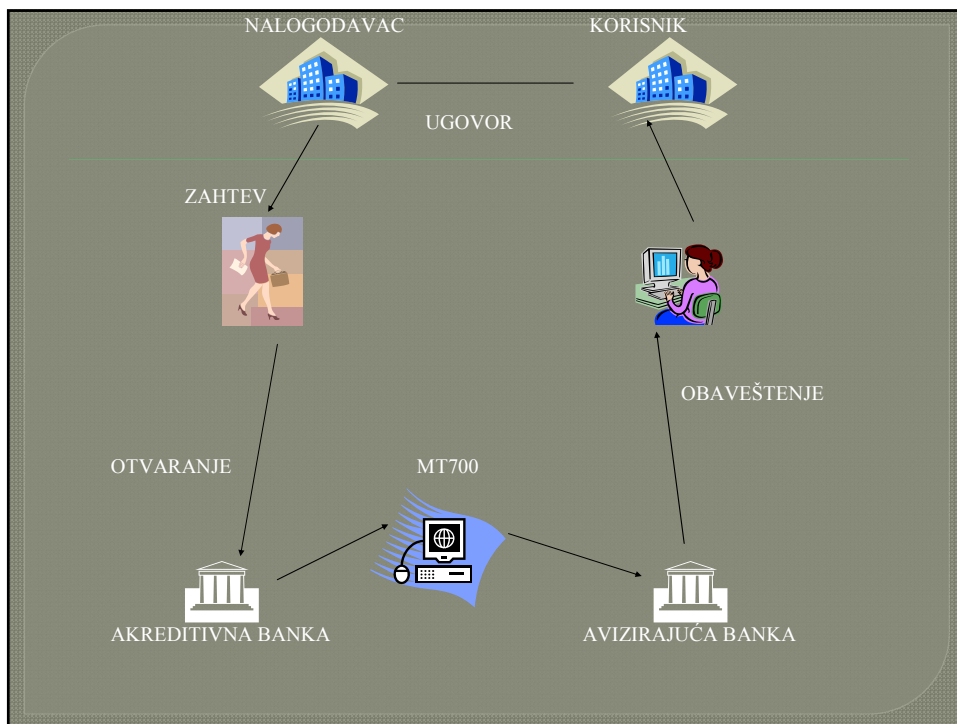 NALOGODAVAC
KORISNIK
UGOVOR
ZAHTEV
OBAVEŠTENJE
OTVARANJE
MT700
AKREDITIVNA BANKA
AVIZIRAJUĆA BANKA